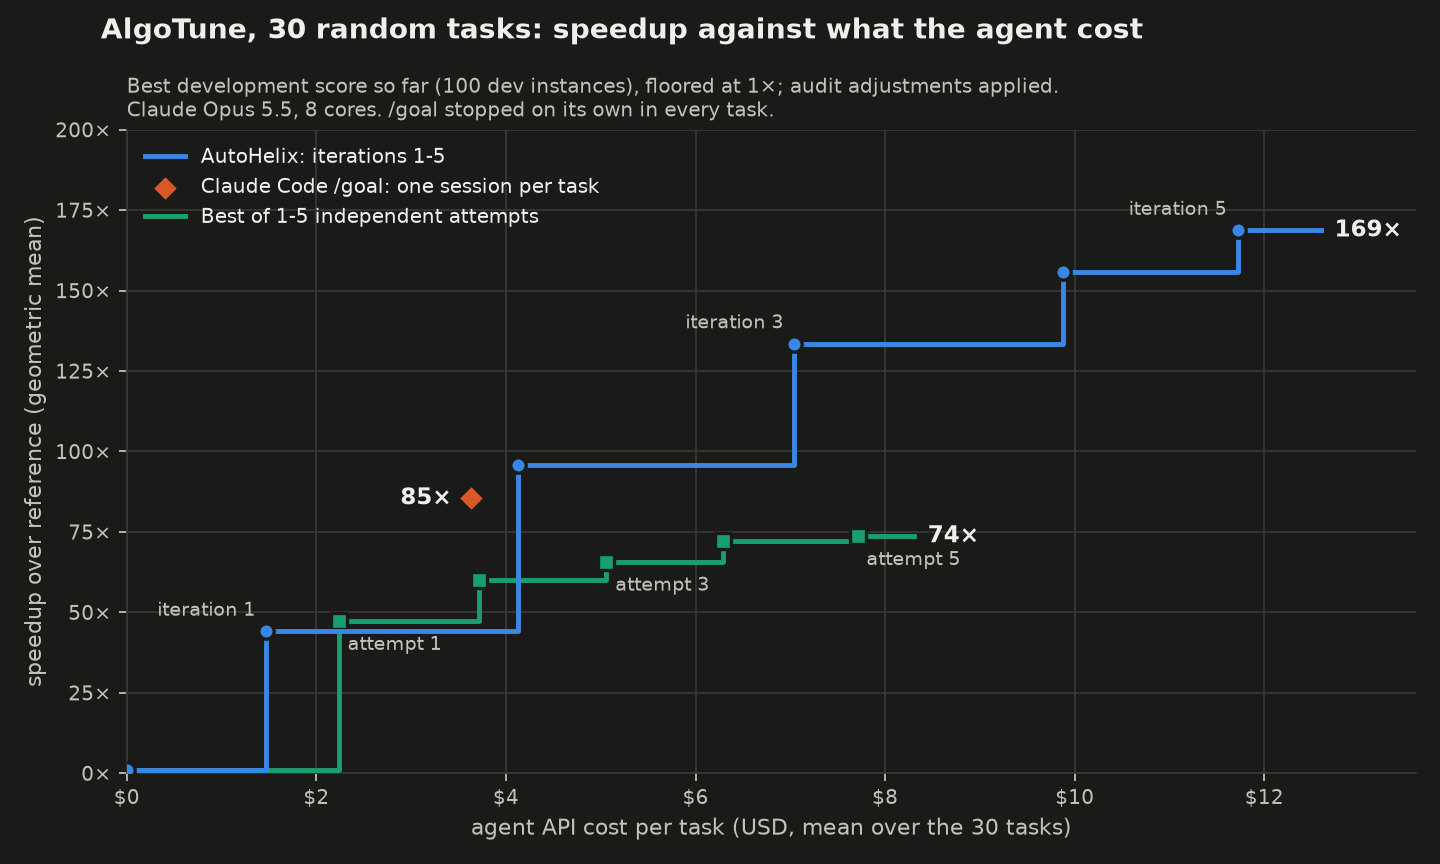 AlgoTune, 30 random tasks: speedup against what the agent cost
Best development score so far (100 dev instances), floored at 1×; audit adjustments applied.
Claude Opus 5.5, 8 cores. /goal stopped on its own in every task.
200×
175×
150×
125×
100×
75×
50×
25×
0×
speedup over reference (geometric mean)
AutoHelix: iterations 1-5
Claude Code /goal: one session per task
Best of 1-5 independent attempts
iteration 5
169×
iteration 3
85×
74×
attempt 5
attempt 3
iteration 1
attempt 1
$0
$2
$4
$6
$8
$10
$12
agent API cost per task (USD, mean over the 30 tasks)